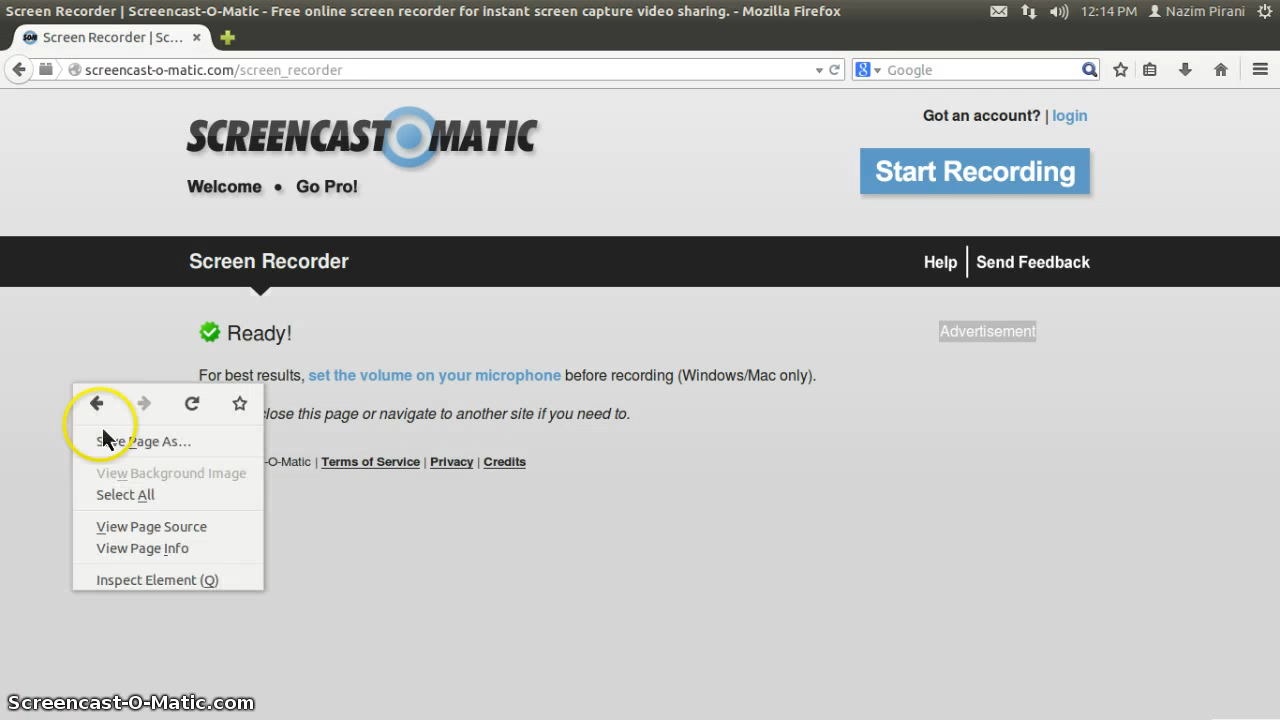 Screen Recorder | Screencast-O-Matic - Free online screen recorder for instant screen capture video sharing. - Mozilla Firefox
12:14 PM
Nazim Pirani
Screen Recorder | Sc...
screencast-o-matic.com/screen_recorder
Google
SCREENCAST-O-MATIC
Got an account? | login
Start Recording
Welcome • Go Pro!
Screen Recorder
Help
Send Feedback
Ready!
Advertisement
For best results, set the volume on your microphone before recording (Windows/Mac only).
close this page or navigate to another site if you need to.
-O-Matic | Terms of Service | Privacy | Credits
Save Page As...
View Background Image
Select All
View Page Source
View Page Info
Inspect Element (Q)
Screencast-O-Matic.com